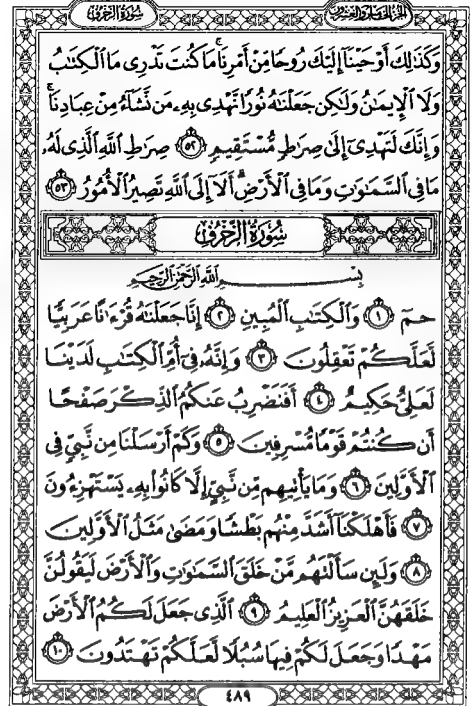 سورة الزخرف
الجزء الخامس والعشرون
وَكَذَٰلِكَ أَوْحَيْنَآ إِلَيْكَ رُوحًا مِّنْ أَمْرِنَا ۚ مَا كُنتَ تَدْرِى مَا ٱلْكِتَٰبُ
وَلَا ٱلْإِيمَٰنُ وَلَٰكِن جَعَلْنَٰهُ نُورًا نَّهْدِى بِهِۦ مَن نَّشَآءُ مِنْ عِبَادِنَا ۚ
وَإِنَّكَ لَتَهْدِىٓ إِلَىٰ صِرَٰطٍ مُّسْتَقِيمٍ ٥٢ صِرَٰطِ ٱللَّهِ ٱلَّذِى لَهُۥ
مَا فِى ٱلسَّمَٰوَٰتِ وَمَا فِى ٱلْأَرْضِ ۗ أَلَآ إِلَى ٱللَّهِ تَصِيرُ ٱلْأُمُورُ ٥٣
سُورَةُ الزُّخْرُفِ
بِسْمِ ٱللَّهِ ٱلرَّحْمَٰنِ ٱلرَّحِيمِ
حمٓ ١ وَٱلْكِتَٰبِ ٱلْمُبِينِ ٢ إِنَّا جَعَلْنَٰهُ قُرْءَٰنًا عَرَبِيًّا
لَّعَلَّكُمْ تَعْقِلُونَ ٣ وَإِنَّهُۥ فِىٓ أُمِّ ٱلْكِتَٰبِ لَدَيْنَا
لَعَلِىٌّ حَكِيمٌ ٤ أَفَنَضْرِبُ عَنكُمُ ٱلذِّكْرَ صَفْحًا
أَن كُنتُمْ قَوْمًا مُّسْرِفِينَ ٥ وَكَمْ أَرْسَلْنَا مِن نَّبِىٍّ فِى
ٱلْأَوَّلِينَ ٦ وَمَا يَأْتِيهِم مِّن نَّبِىٍّ إِلَّا كَانُوا۟ بِهِۦ يَسْتَهْزِءُونَ
٧ فَأَهْلَكْنَآ أَشَدَّ مِنْهُم بَطْشًا وَمَضَىٰ مَثَلُ ٱلْأَوَّلِينَ
٨ وَلَئِن سَأَلْتَهُم مَّنْ خَلَقَ ٱلسَّمَٰوَٰتِ وَٱلْأَرْضَ لَيَقُولُنَّ
خَلَقَهُنَّ ٱلْعَزِيزُ ٱلْعَلِيمُ ٩ ٱلَّذِى جَعَلَ لَكُمُ ٱلْأَرْضَ
مَهْدًا وَجَعَلَ لَكُمْ فِيهَا سُبُلًا لَّعَلَّكُمْ تَهْتَدُونَ ١٠
٤٨٩